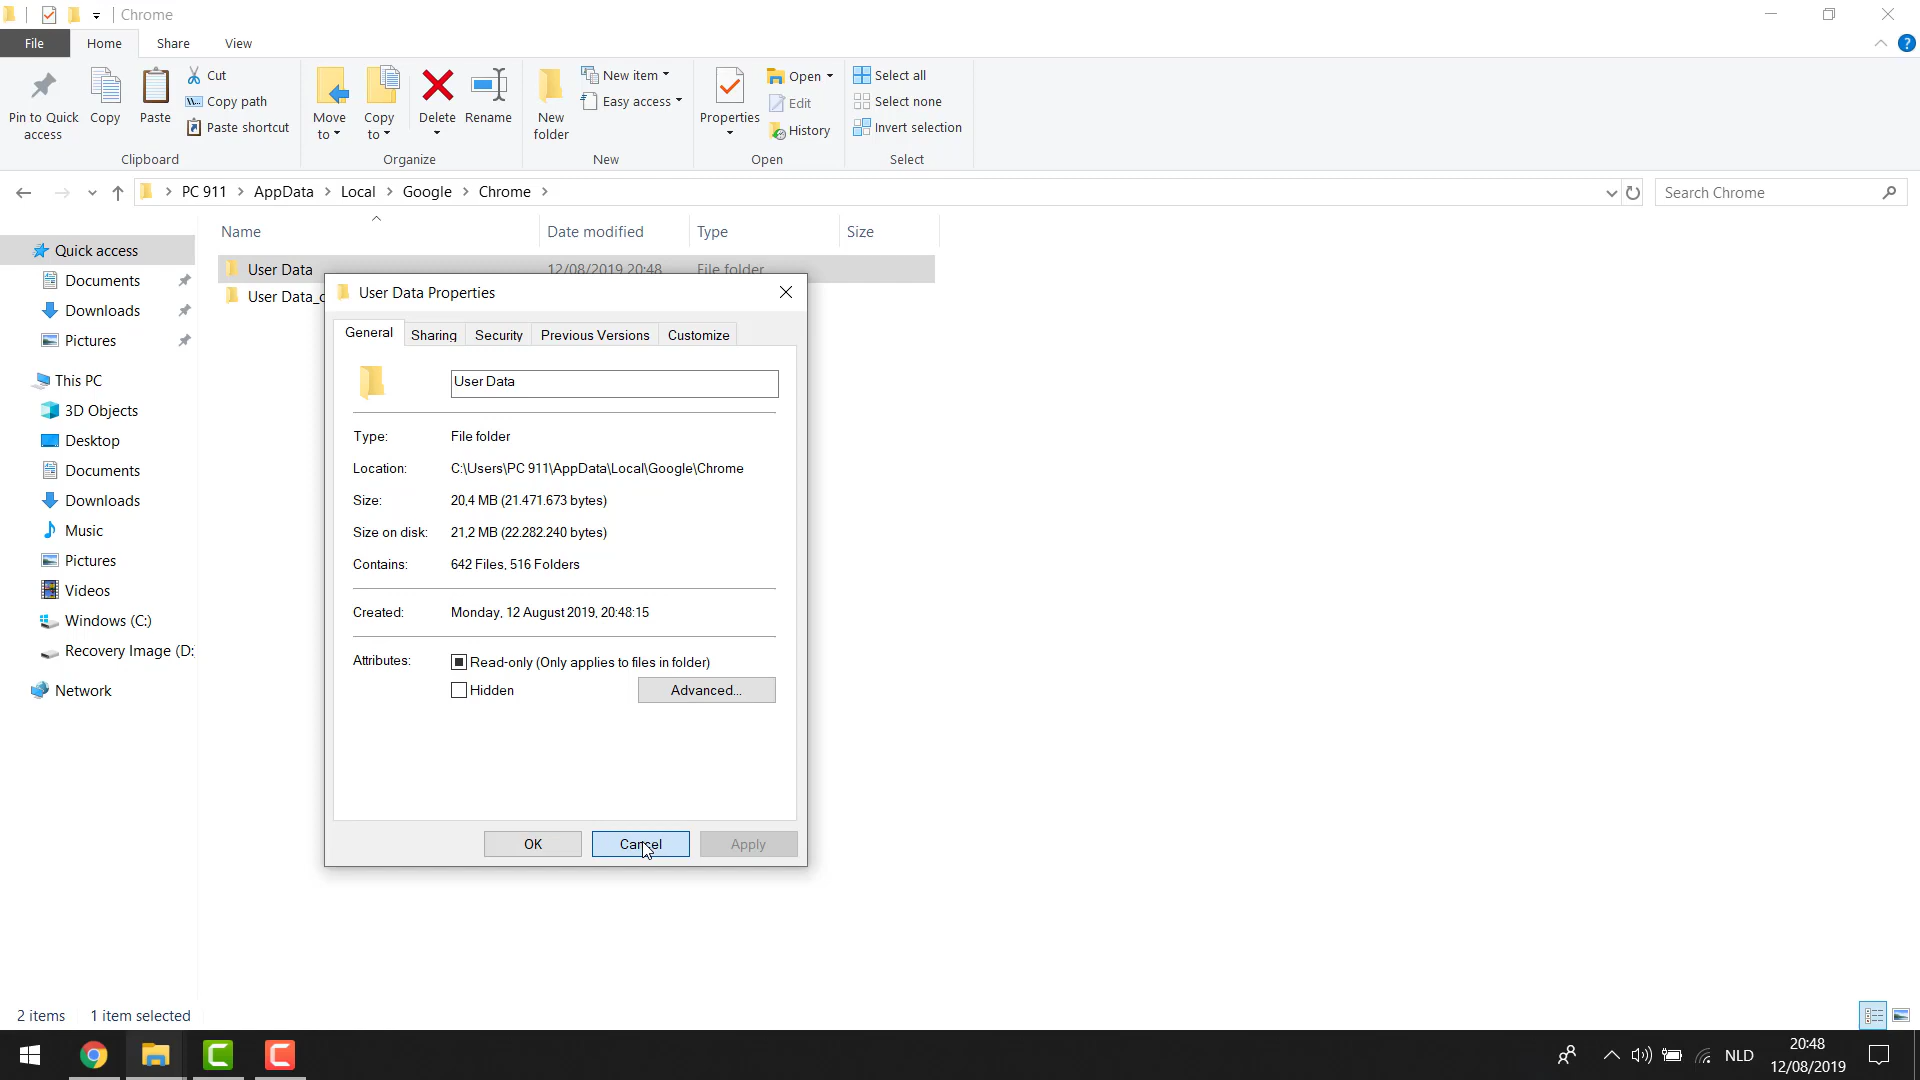 Chrome
File Home Share View
Pin to Quick access
Copy
Paste
Cut
Copy path
Paste shortcut
Clipboard
Move to
Copy to
Delete
Rename
Organize
New folder
New item
Easy access
New
Properties
Open
Edit
History
Open
Select all
Select none
Invert selection
Select
PC 911 AppData Local Google Chrome
Search Chrome
Name Date modified Type Size
Quick access
Documents
Downloads
Pictures
This PC
3D Objects
Desktop
Documents
Downloads
Music
Pictures
Videos
Windows (C:)
Recovery Image (D:
Network
User Data 12/08/2019 20:48 File folder
User Data_
User Data Properties
General Sharing Security Previous Versions Customize
User Data
Type: File folder
Location: C:\Users\PC 911\AppData\Local\Google\Chrome
Size: 20,4 MB (21.471.673 bytes)
Size on disk: 21,2 MB (22.282.240 bytes)
Contains: 642 Files, 516 Folders
Created: Monday, 12 August 2019, 20:48:15
Attributes: Read-only (Only applies to files in folder)
Hidden Advanced...
OK Cancel Apply
2 items 1 item selected
NLD
20:48
12/08/2019